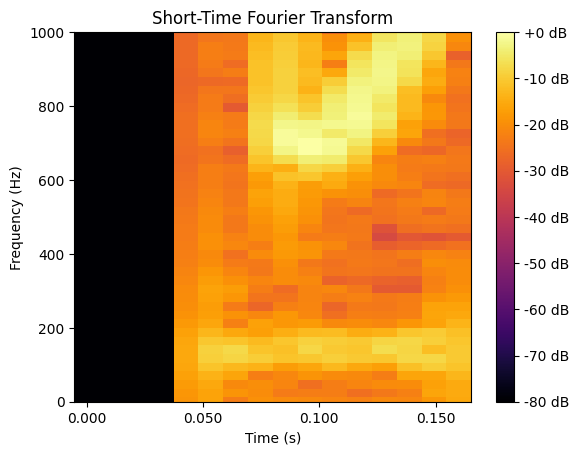 Short-Time Fourier Transform
1000
800
600
400
200
0
Frequency (Hz)
0.000
0.050
0.100
0.150
Time (s)
+0 dB
-10 dB
-20 dB
-30 dB
-40 dB
-50 dB
-60 dB
-70 dB
-80 dB